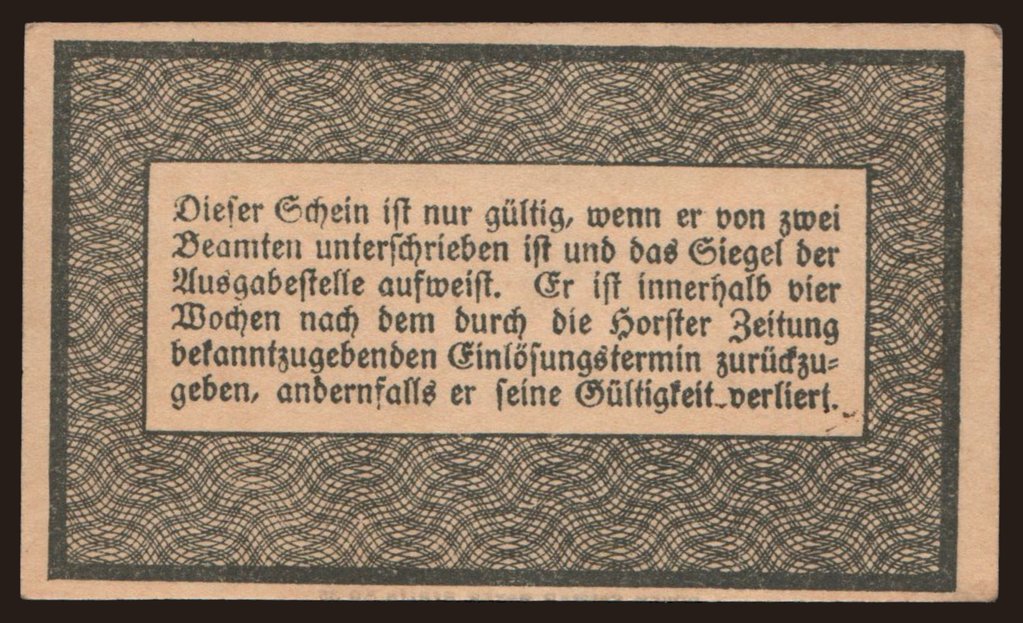 Dieser Schein ist nur gültig, wenn er von zwei
Beamten unterschrieben ist und das Siegel der
Ausgabestelle aufweist. Er ist innerhalb vier
Wochen nach dem durch die Horster Zeitung
bekanntzugebenden Einlösungstermin zurückzu-
geben, andernfalls er seine Gültigkeit verliert.